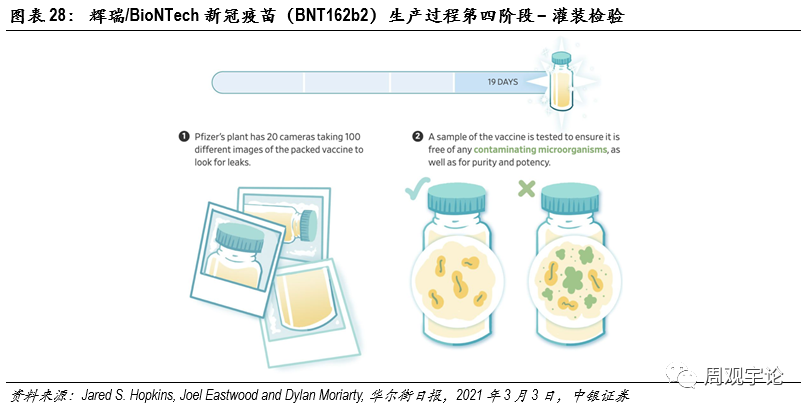 图表 28： 辉瑞/BioNTech 新冠疫苗（BNT162b2）生产过程第四阶段 – 灌装检验
19 DAYS
1 Pfizer's plant has 20 cameras taking 100
different images of the packed vaccine to
look for leaks.
2 A sample of the vaccine is tested to ensure it is
free of any contaminating microorganisms, as
well as for purity and potency.
周观宇论
资料来源：Jared S. Hopkins, Joel Eastwood and Dylan Moriarty, 华尔街日报，2021 年 3 月 3 日，中银证券